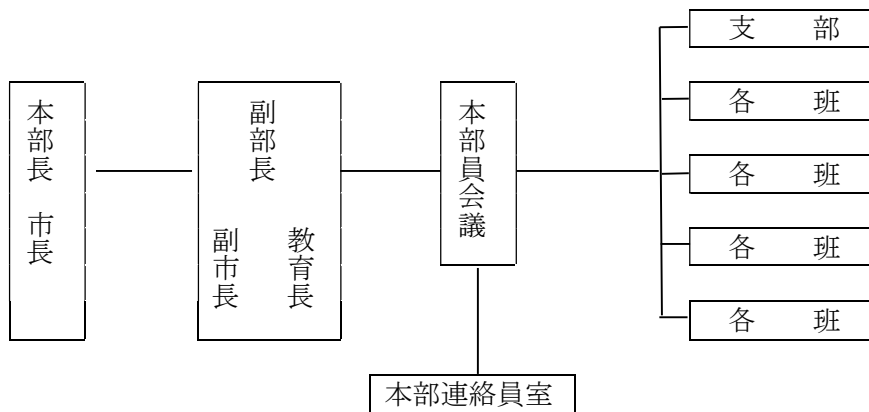 本部長　市長
副部長
教育長
副市長
本部員会議
本部連絡員室
支　部
各　班
各　班
各　班
各　班